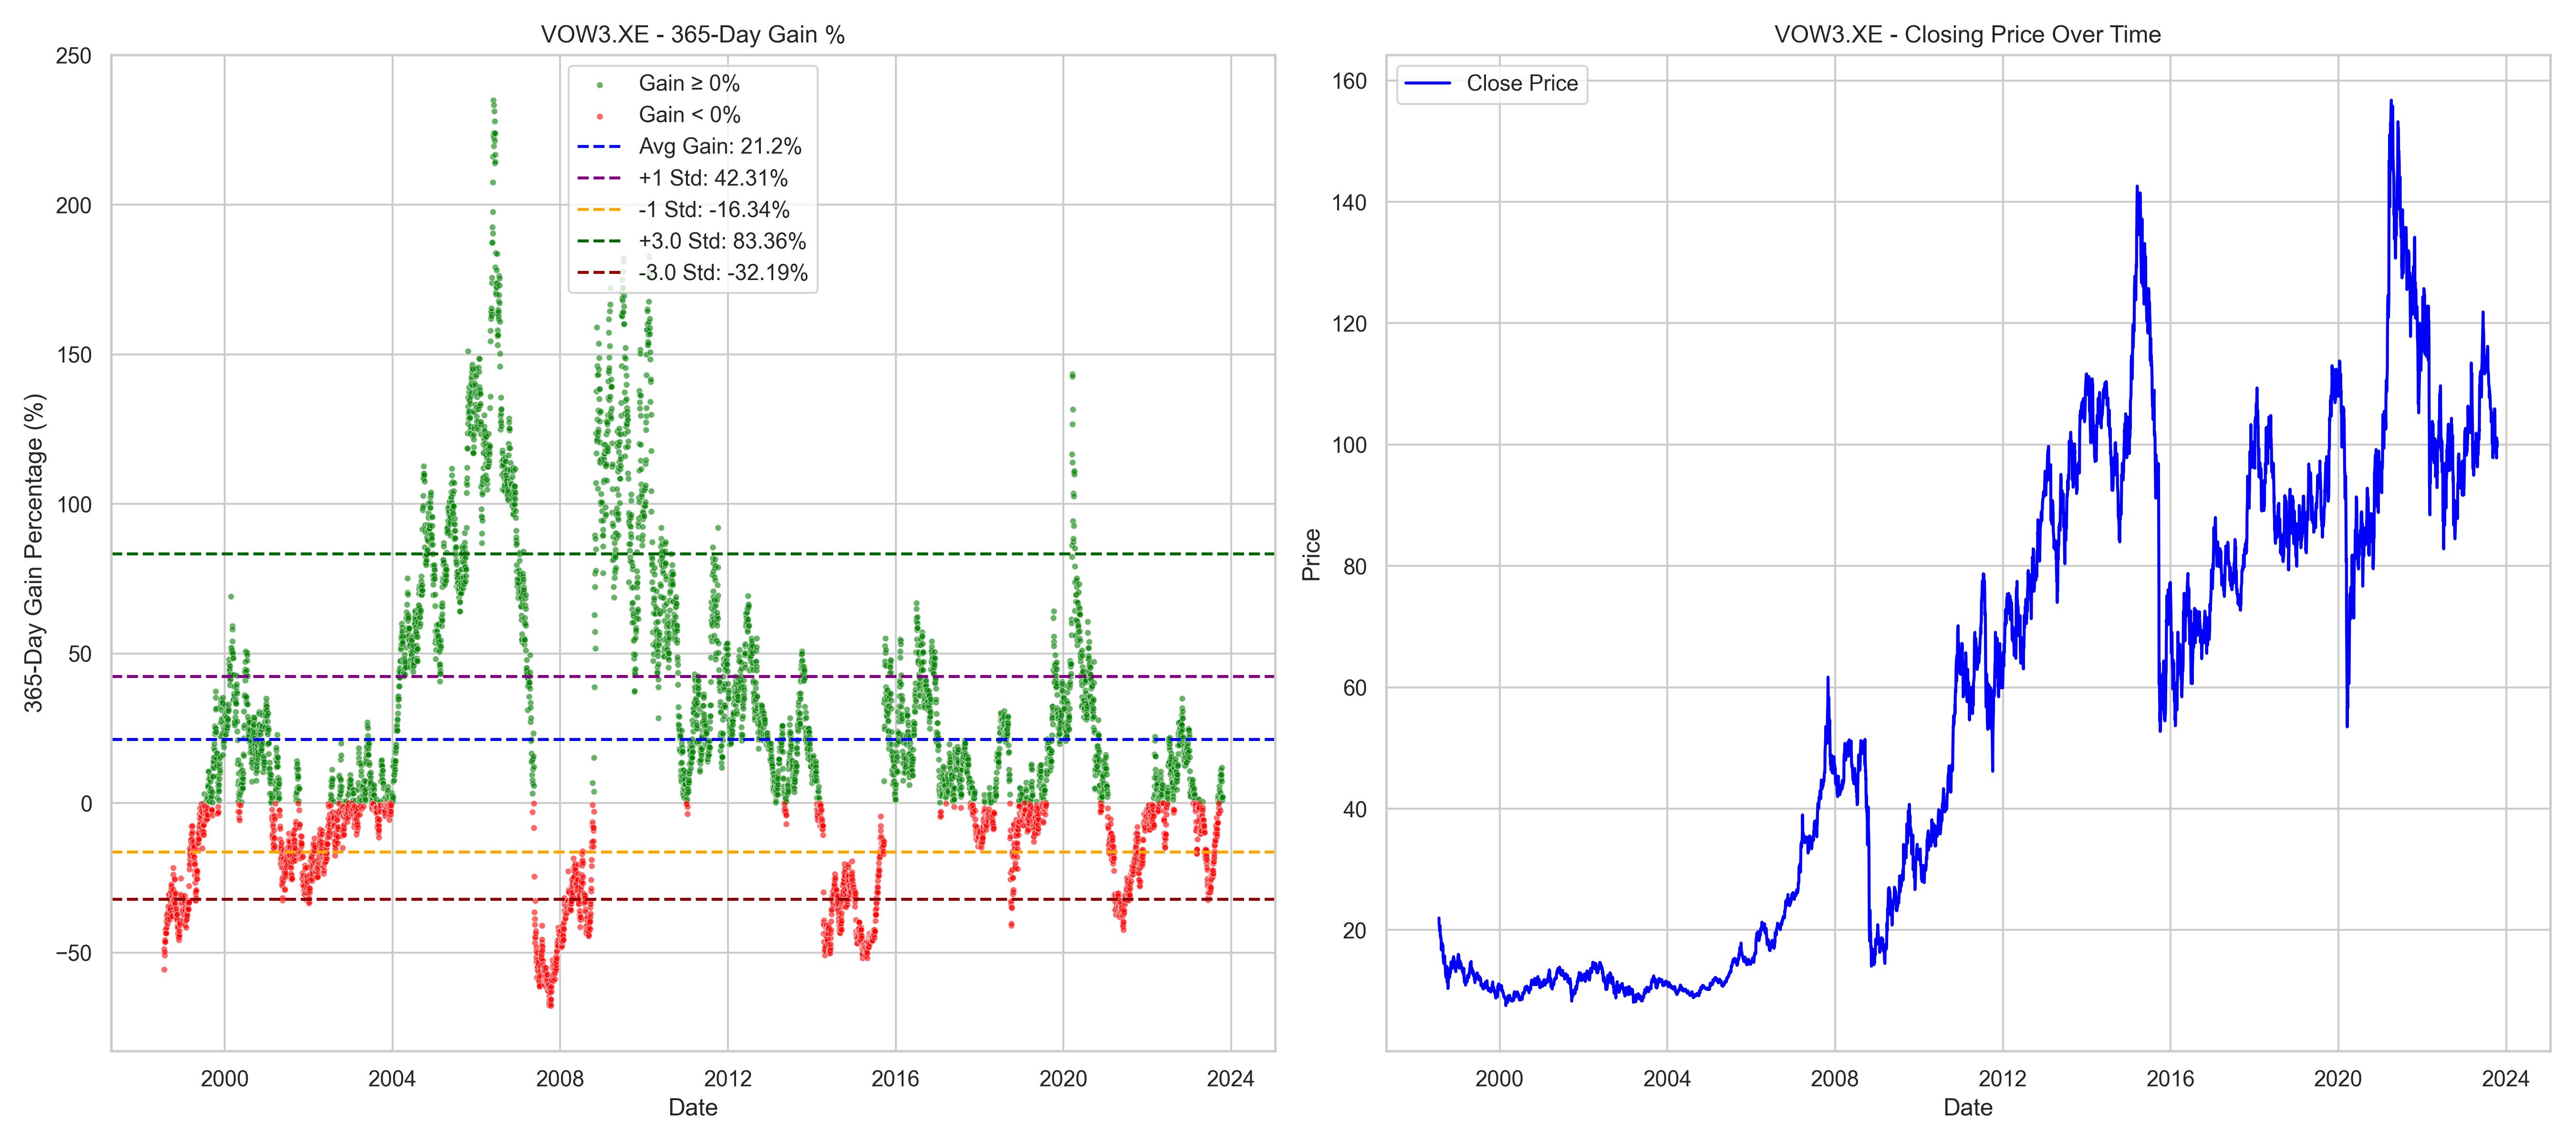 VOW3.XE - 365-Day Gain %
250
200
150
100
50
0
−50
365-Day Gain Percentage (%)
Gain ≥ 0%
Gain < 0%
Avg Gain: 21.2%
+1 Std: 42.31%
-1 Std: -16.34%
+3.0 Std: 83.36%
-3.0 Std: -32.19%
2000 2004 2008 2012 2016 2020 2024
Date
VOW3.XE - Closing Price Over Time
Close Price
160
140
120
100
80
60
40
20
Price
2000 2004 2008 2012 2016 2020 2024
Date